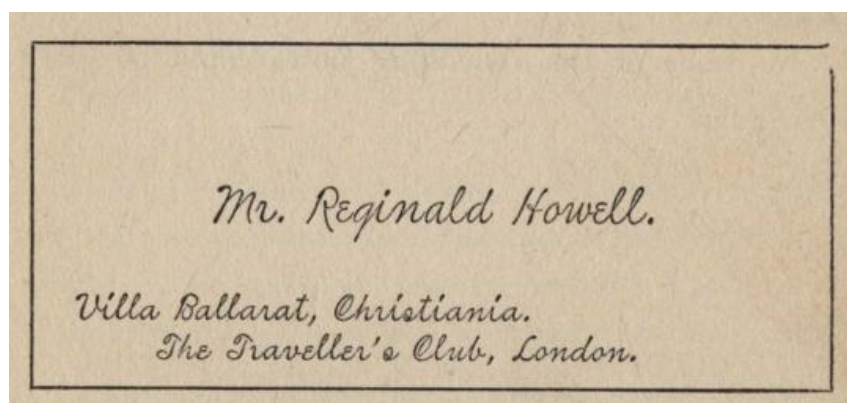 Mr. Reginald Howell.
Villa Ballarat, Christiania.
The Traveller's Club, London.